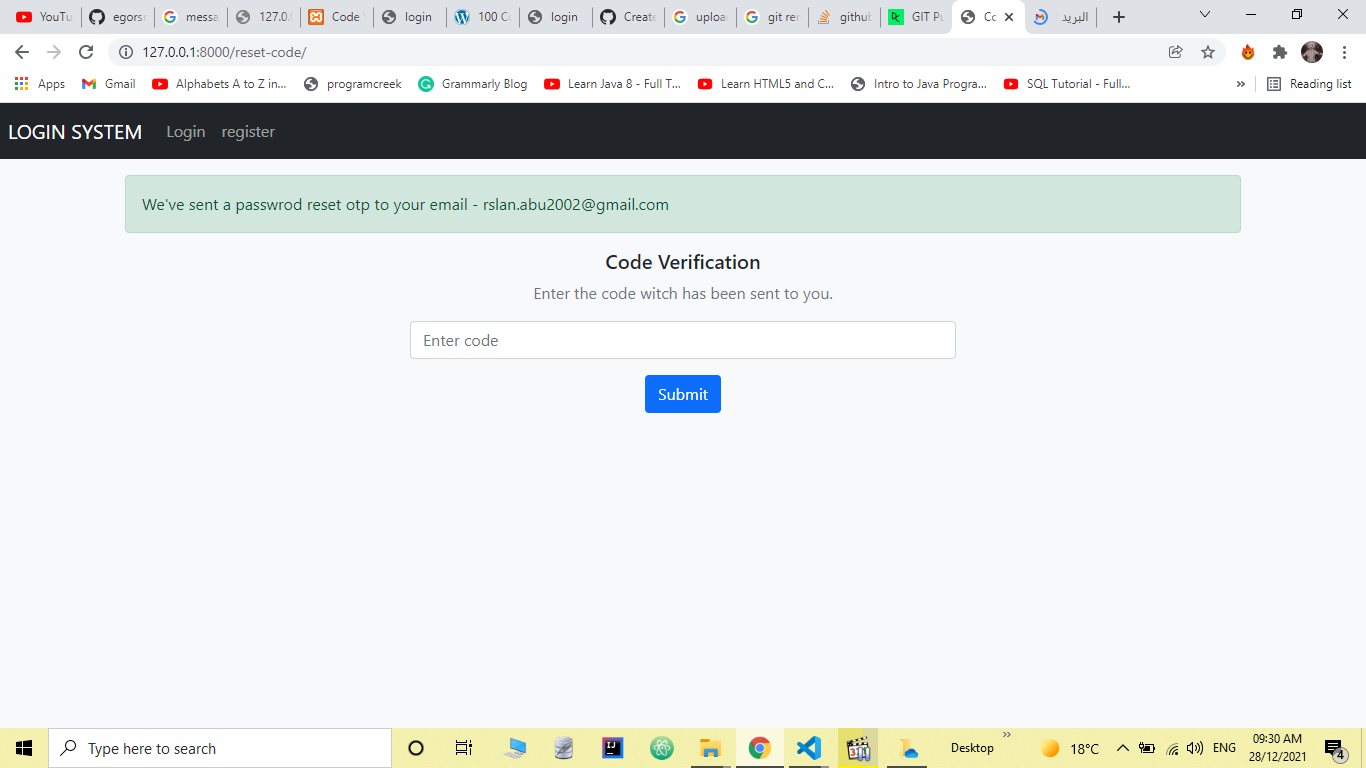 YouTu
egorsr
messa
127.0.
Code
login
100 Co
login
Create
uploa
git rer
github
GIT Pu
Co
البريد
127.0.0.1:8000/reset-code/
Apps
Gmail
Alphabets A to Z in...
programcreek
Grammarly Blog
Learn Java 8 - Full T...
Learn HTML5 and C...
Intro to Java Progra...
SQL Tutorial - Full...
»
Reading list
LOGIN SYSTEM
Login
register
We've sent a passwrod reset otp to your email - rslan.abu2002@gmail.com
Code Verification
Enter the code witch has been sent to you.
Enter code
Submit
Type here to search
Desktop
»
18°C
ENG
09:30 AM
28/12/2021
4